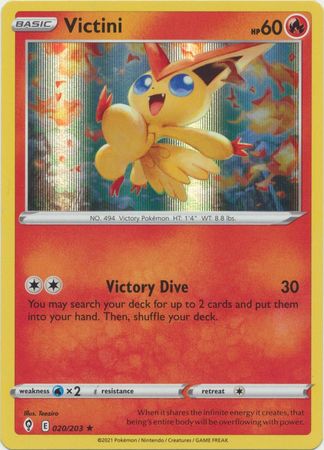 BASIC
Victini
HP60
NO. 494 Victory Pokémon HT: 1'4" WT: 8.8 lbs.
Victory Dive 30
You may search your deck for up to 2 cards and put them
into your hand. Then, shuffle your deck.
weakness ×2 resistance retreat
Illus. Taesiro
When it shares the infinite energy it creates, that
being's entire body will be overflowing with power.
E 020/203 ★
©2021 Pokémon / Nintendo / Creatures / GAME FREAK